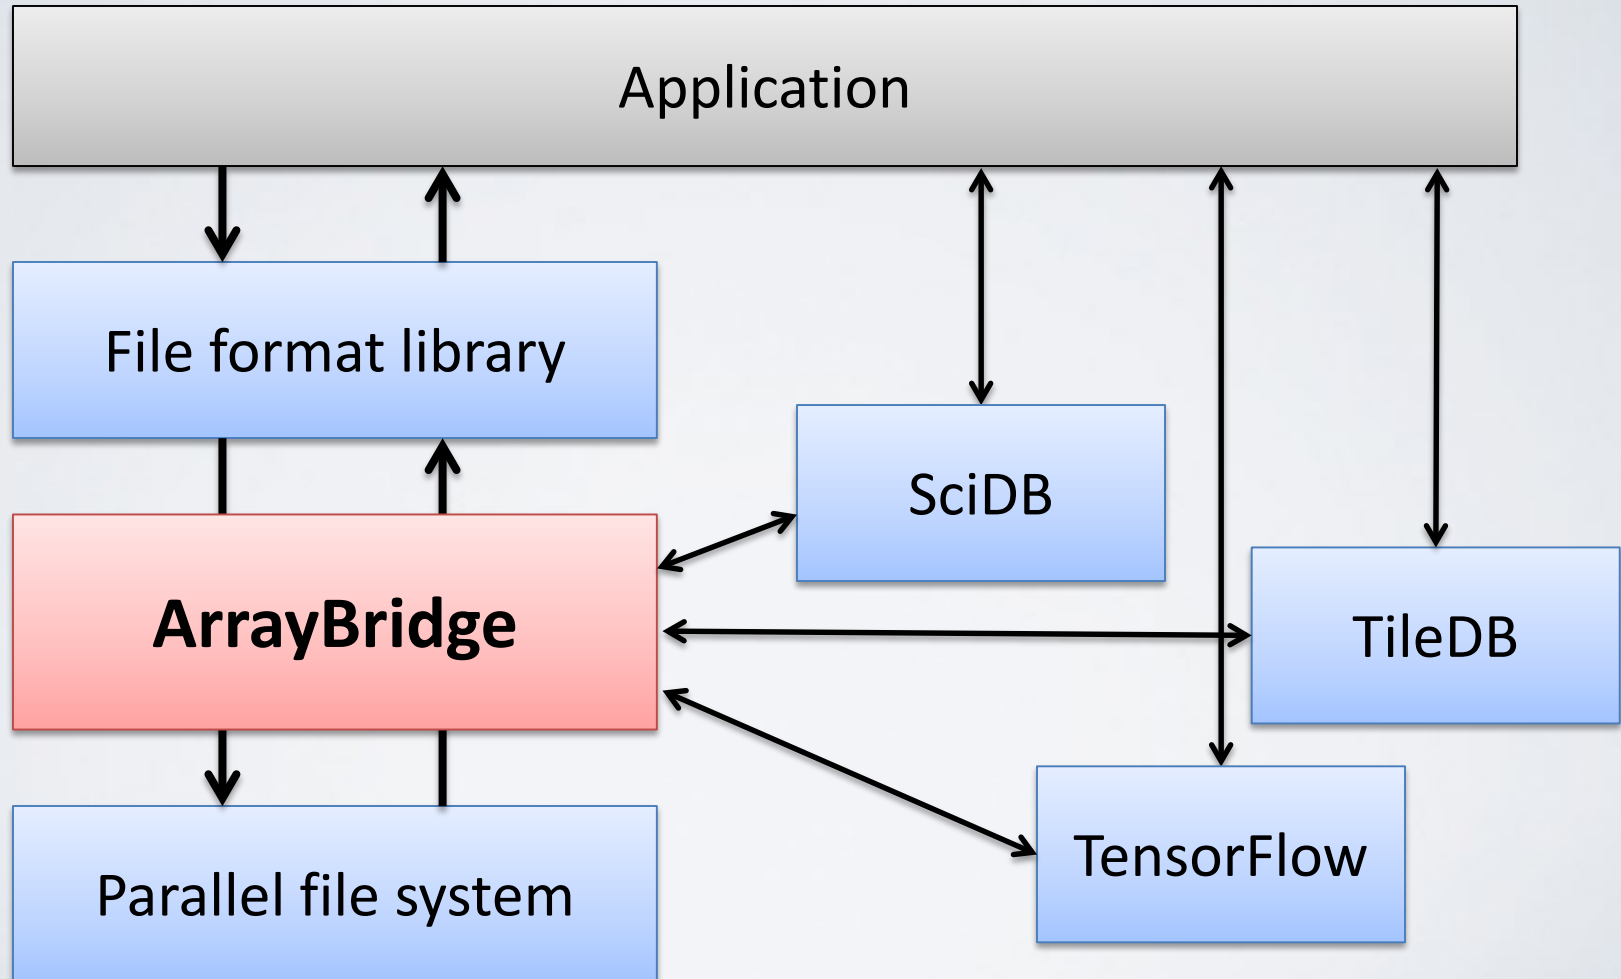 Application
File format library
SciDB
ArrayBridge
TileDB
TensorFlow
Parallel file system